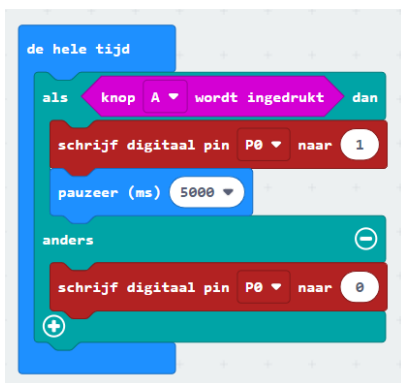 de hele tijd
als knop A wordt ingedrukt dan
schrijf digitaal pin P0 naar 1
pauzeer (ms) 5000
anders
schrijf digitaal pin P0 naar 0